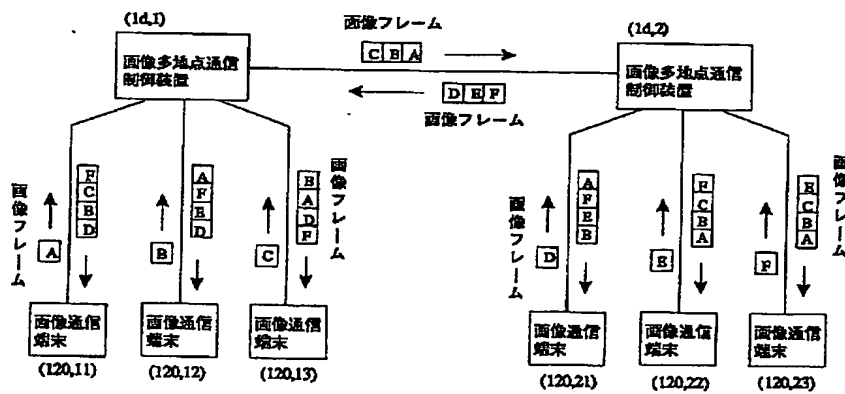 (1d,1)
画像多地点通信
制御装置
画像フレーム
C B A
D E F
画像フレーム
(1d,2)
画像多地点通信
制御装置
画像フレーム
A
F
C
B
D
B
A
F
E
D
C
B
A
D
F
画像フレーム
画像フレーム
D
A
F
E
B
E
F
C
B
A
F
E
C
B
A
画像フレーム
画像通信
端末
(120,11)
画像通信
端末
(120,12)
画像通信
端末
(120,13)
画像通信
端末
(120,21)
画像通信
端末
(120,22)
画像通信
端末
(120,23)